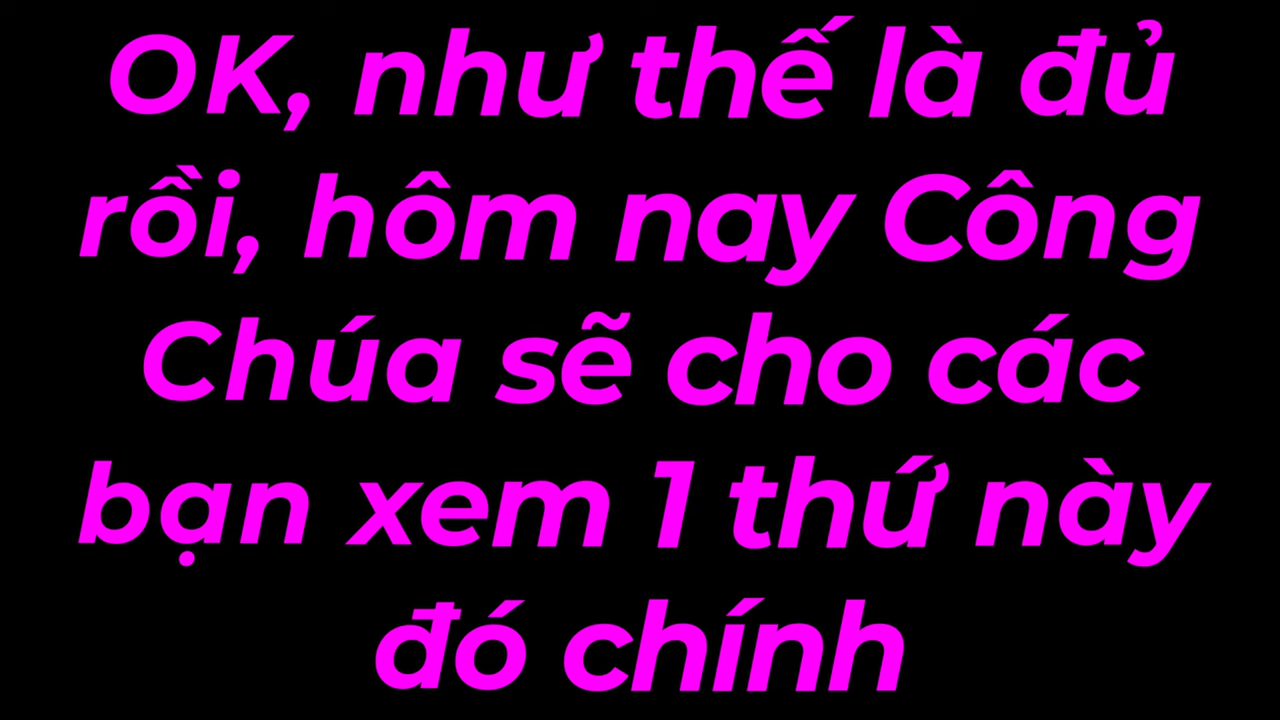 OK, như thế là đủ
rồi, hôm nay Công
Chúa sẽ cho các
bạn xem 1 thứ này
đó chính